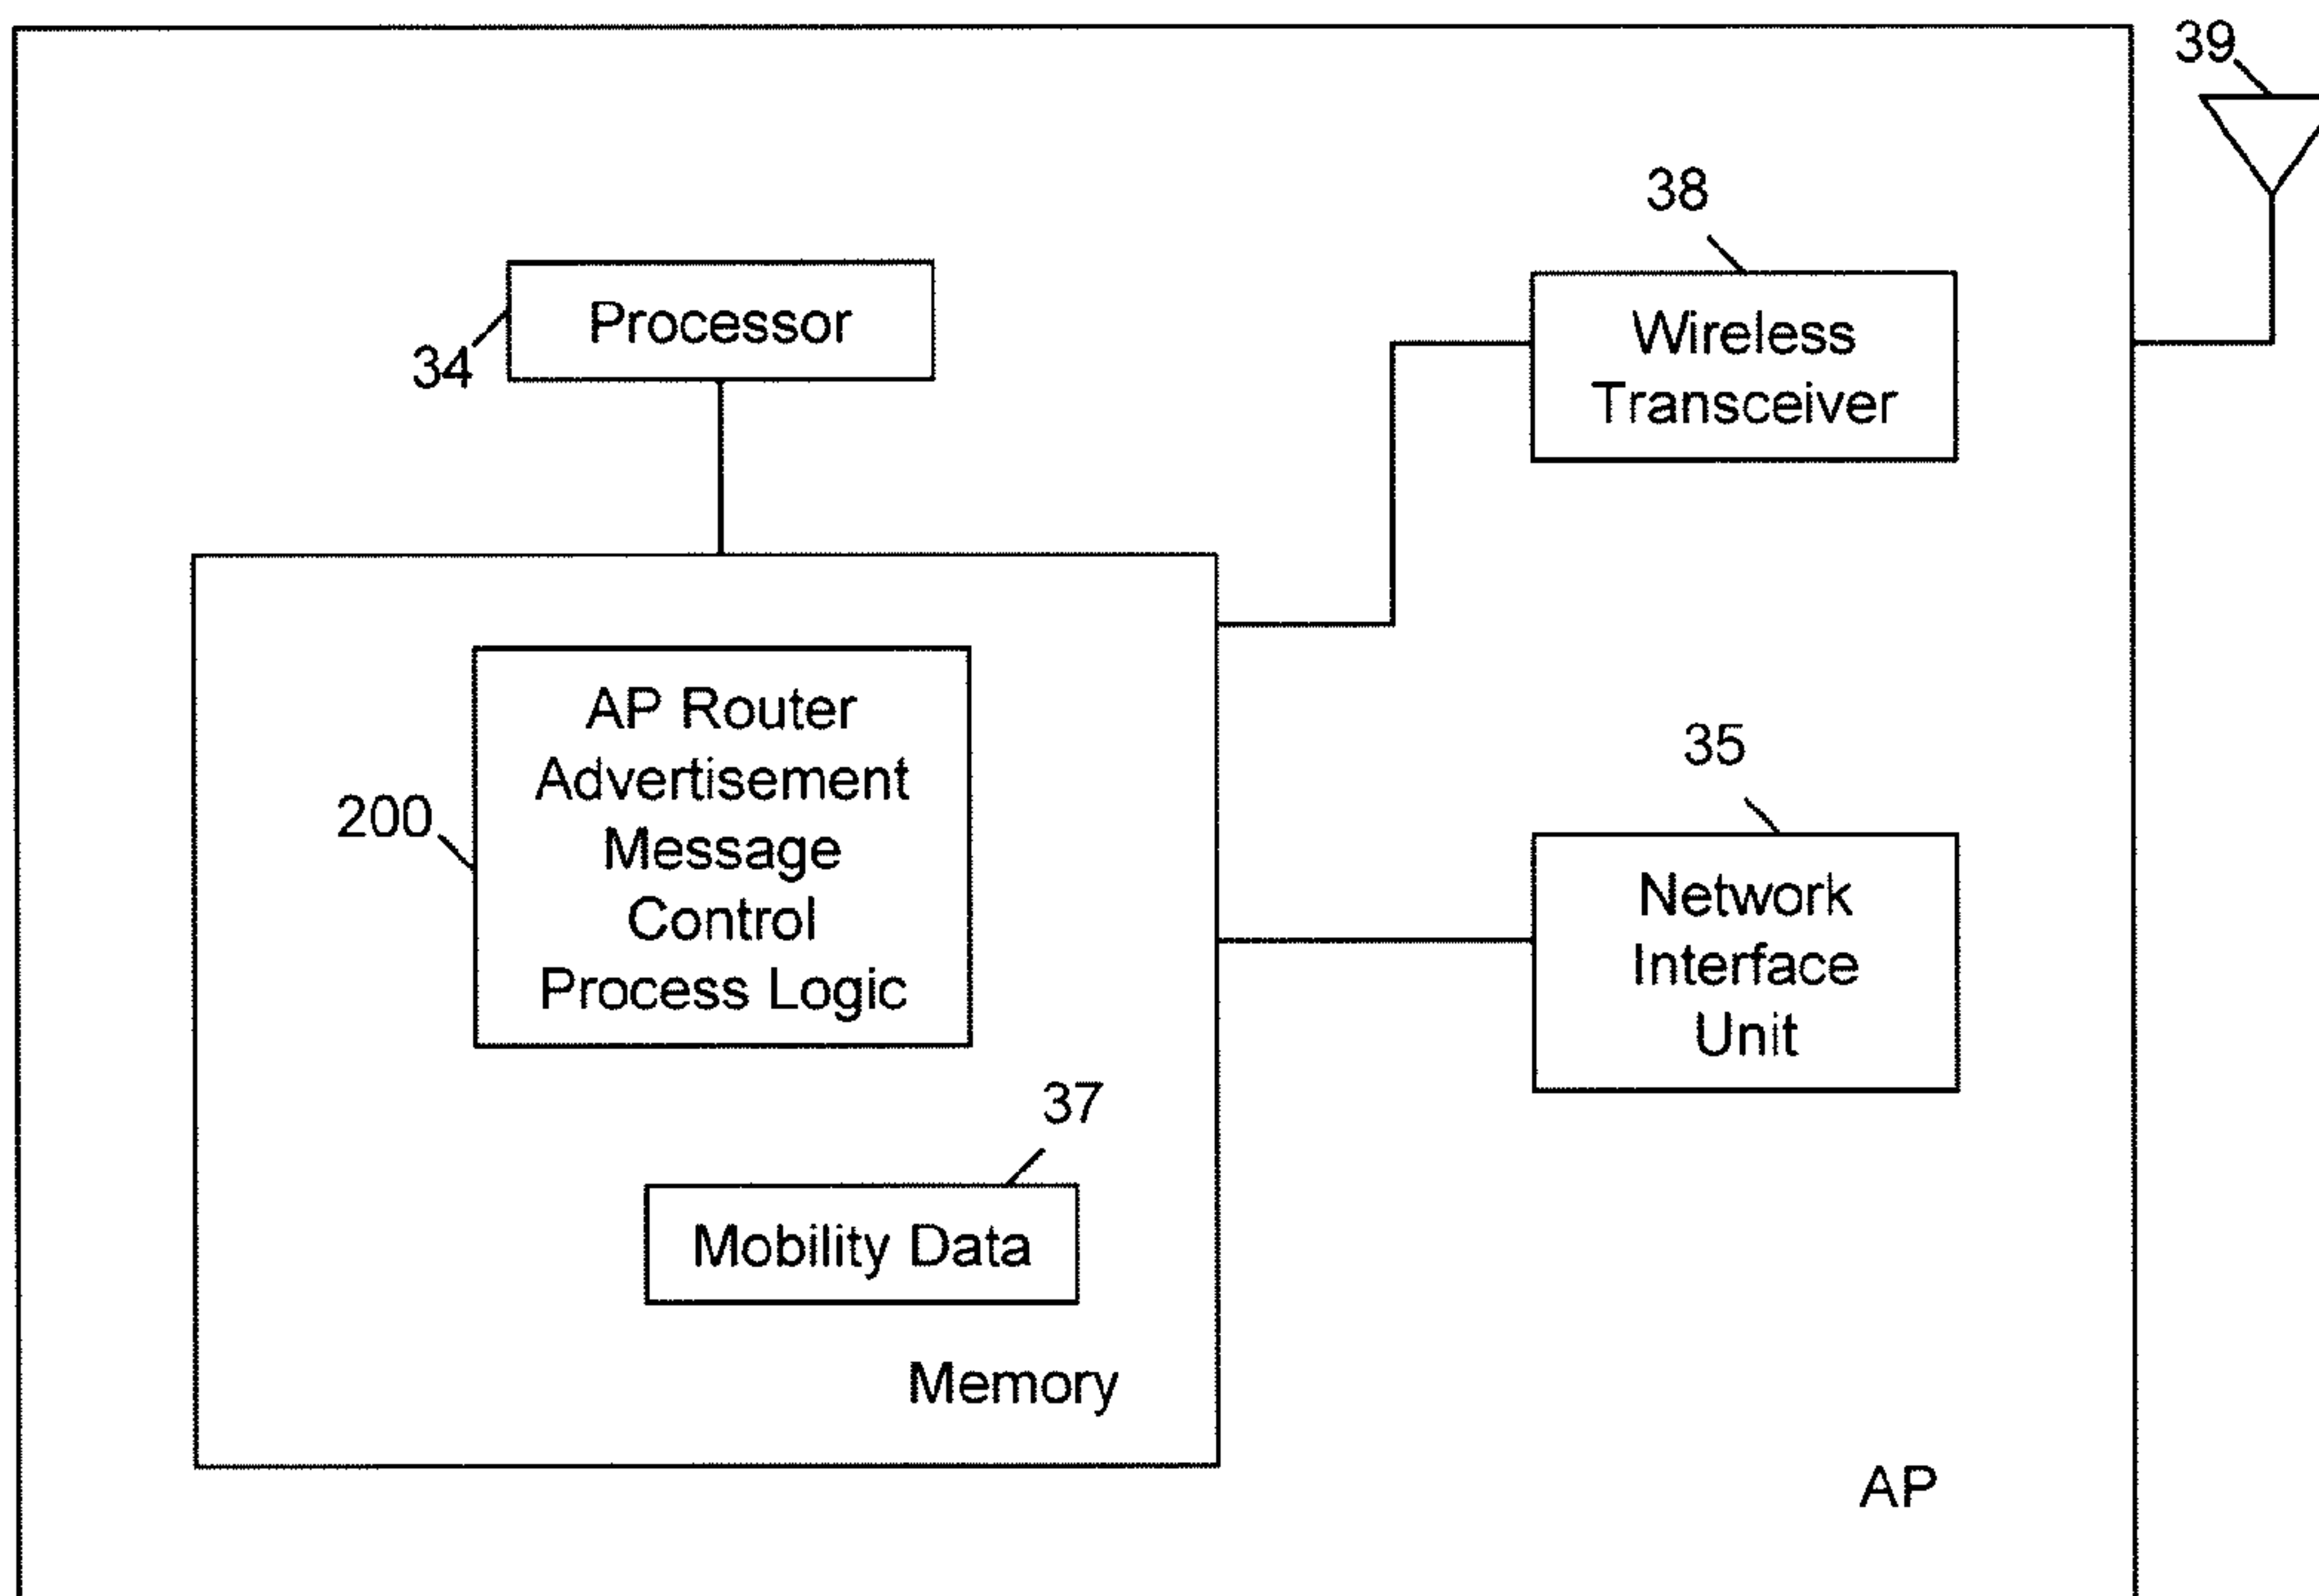 39
38
Processor
34
Wireless
Transceiver
AP Router
Advertisement
Message
Control
Process Logic
200
35
Network
Interface
Unit
37
Mobility Data
Memory
AP